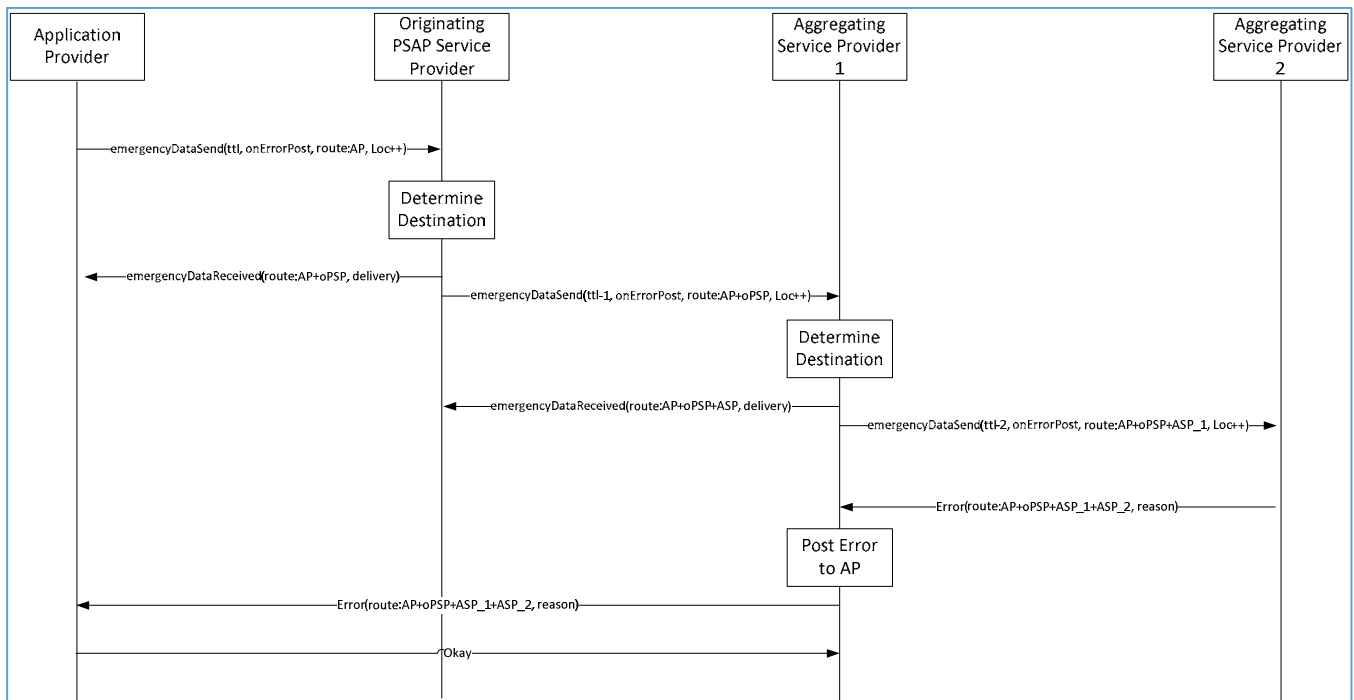 Application
Provider
Originating
PSAP Service
Provider
Aggregating
Service Provider
1
Aggregating
Service Provider
2
emergencyDataSend(ttl, onErrorPost, route:AP, Loc++)
Determine
Destination
emergencyDataReceived(route:AP+oPSP, delivery)
emergencyDataSend(ttl-1, onErrorPost, route:AP+oPSP, Loc++)
Determine
Destination
emergencyDataReceived(route:AP+oPSP+ASP, delivery)
emergencyDataSend(ttl-2, onErrorPost, route:AP+oPSP+ASP_1, Loc++)
Error(route:AP+oPSP+ASP_1+ASP_2, reason)
Post Error
to AP
Error(route:AP+oPSP+ASP_1+ASP_2, reason)
Okay